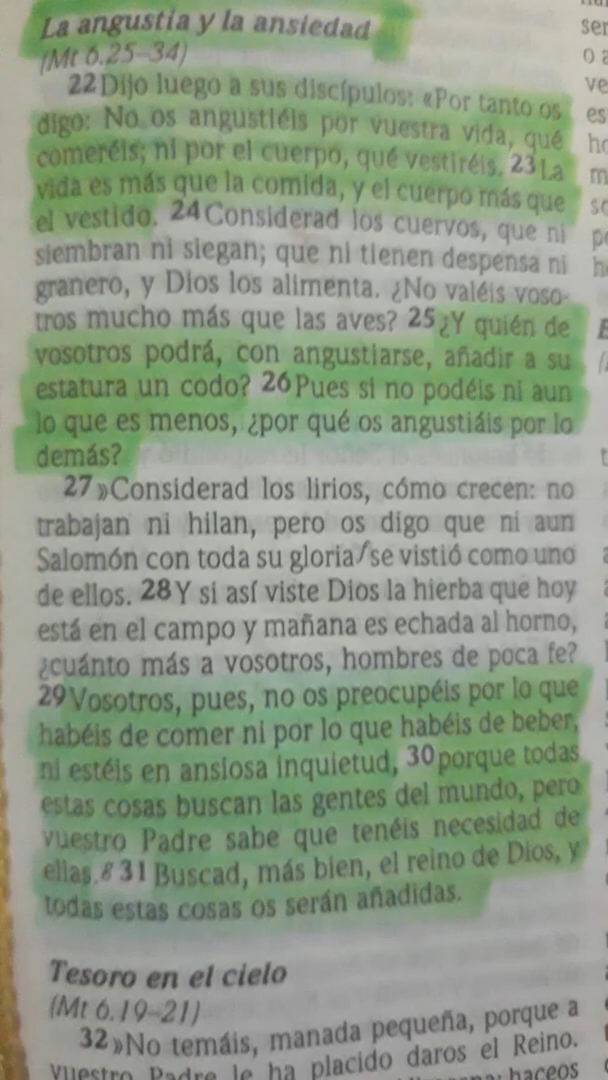 La angustia y la ansiedad
(Mt 6.25–34)
22 Dijo luego a sus discípulos: «Por tanto os
digo: No os angustiéis por vuestra vida, qué
comeréis; ni por el cuerpo, qué vestiréis. 23 La
vida es más que la comida, y el cuerpo más que
el vestido. 24 Considerad los cuervos, que ni
siembran ni siegan; que ni tienen despensa ni
granero, y Dios los alimenta. ¿No valéis voso-
tros mucho más que las aves? 25 ¿Y quién de
vosotros podrá, con angustiarse, añadir a su
estatura un codo? 26 Pues si no podéis ni aun
lo que es menos, ¿por qué os angustiáis por lo
demás?
27 »Considerad los lirios, cómo crecen: no
trabajan ni hilan, pero os digo que ni aun
Salomón con toda su gloria f se vistió como uno
de ellos. 28 Y si así viste Dios la hierba que hoy
está en el campo y mañana es echada al horno,
¿cuánto más a vosotros, hombres de poca fe?
29 Vosotros, pues, no os preocupéis por lo que
habéis de comer ni por lo que habéis de beber,
ni estéis en ansiosa inquietud, 30 porque todas
estas cosas buscan las gentes del mundo, pero
vuestro Padre sabe que tenéis necesidad de
ellas. g 31 Buscad, más bien, el reino de Dios, y
todas estas cosas os serán añadidas.
Tesoro en el cielo
(Mt 6.19–21)
32 »No temáis, manada pequeña, porque a
vuestro Padre le ha placido daros el Reino.
haceos